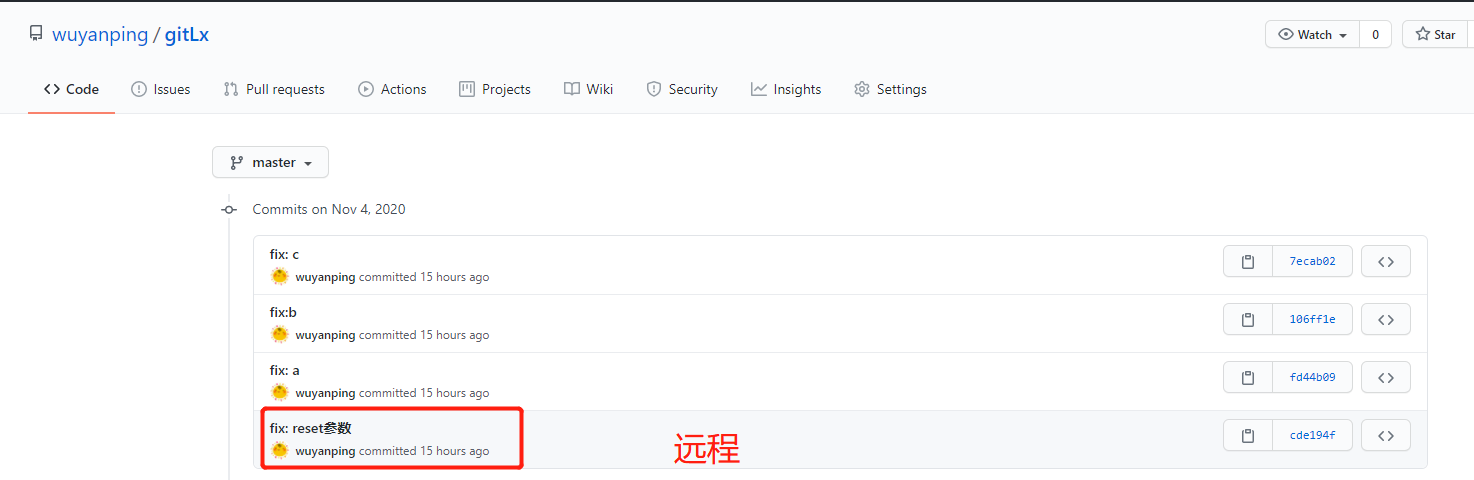 wuyanping / gitLx
Watch 0 Star
Code Issues Pull requests Actions Projects Wiki Security Insights Settings
master
Commits on Nov 4, 2020
fix: c
wuyanping committed 15 hours ago
7ecab02
fix:b
wuyanping committed 15 hours ago
106ff1e
fix: a
wuyanping committed 15 hours ago
fd44b09
fix: reset参数
wuyanping committed 15 hours ago
远程
cde194f